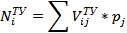 N_i^{TV} = ∑ V_{ij}^{TV} * p_j